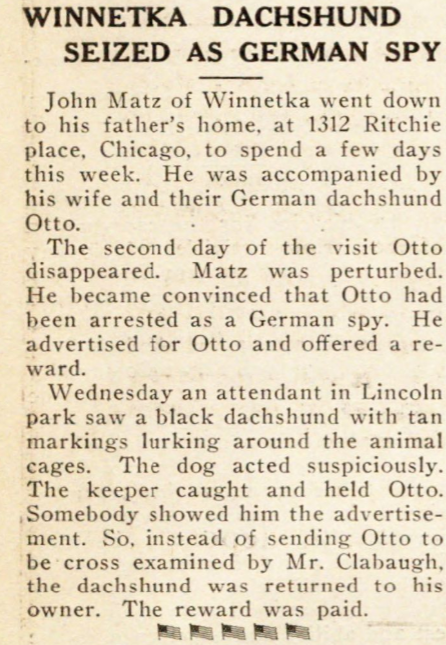 WINNETKA DACHSHUND
SEIZED AS GERMAN SPY
John Matz of Winnetka went down
to his father's home, at 1312 Ritchie
place, Chicago, to spend a few days
this week. He was accompanied by
his wife and their German dachshund
Otto.
The second day of the visit Otto
disappeared. Matz was perturbed.
He became convinced that Otto had
been arrested as a German spy. He
advertised for Otto and offered a re-
ward.
Wednesday an attendant in Lincoln
park saw a black dachshund with tan
markings lurking around the animal
cages. The dog acted suspiciously.
The keeper caught and held Otto.
Somebody showed him the advertise-
ment. So, instead of sending Otto to
be cross examined by Mr. Clabaugh,
the dachshund was returned to his
owner. The reward was paid.